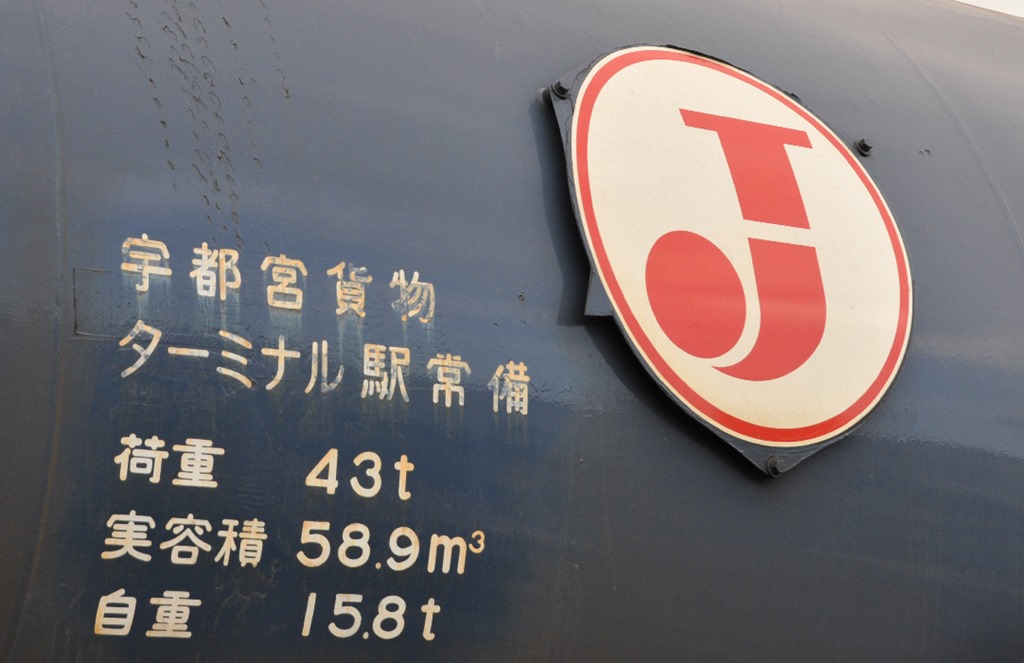 宇都宮貨物
ターミナル駅常備
荷重 43t
実容積 58.9m³
自重 15.8t
J